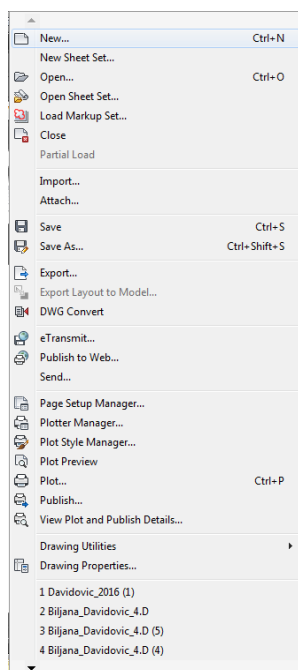 New... Ctrl+N
New Sheet Set...
Open... Ctrl+O
Open Sheet Set...
Load Markup Set...
Close
Partial Load
Import...
Attach...
Save Ctrl+S
Save As... Ctrl+Shift+S
Export...
Export Layout to Model...
DWG Convert
eTransmit...
Publish to Web...
Send...
Page Setup Manager...
Plotter Manager...
Plot Style Manager...
Plot Preview
Plot... Ctrl+P
Publish...
View Plot and Publish Details...
Drawing Utilities
Drawing Properties...
1 Davidovic_2016 (1)
2 Biljana_Davidovic_4.D
3 Biljana_Davidovic_4.D (5)
4 Biljana_Davidovic_4.D (4)